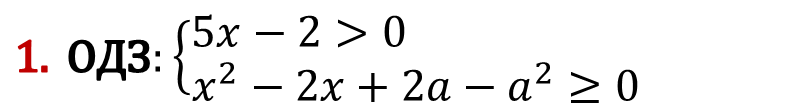 1. ОДЗ: {5x − 2 > 0
x² − 2x + 2a − a² ≥ 0